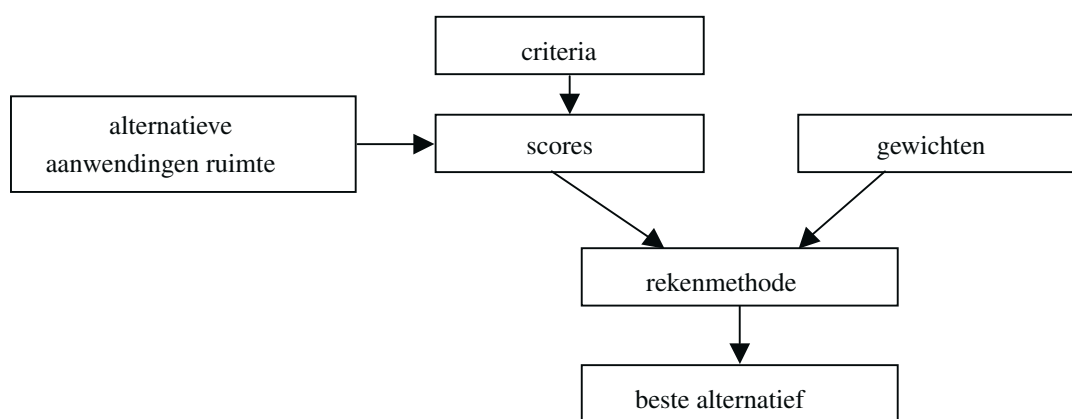 criteria
alternatieve
aanwendingen ruimte
scores
gewichten
rekenmethode
beste alternatief